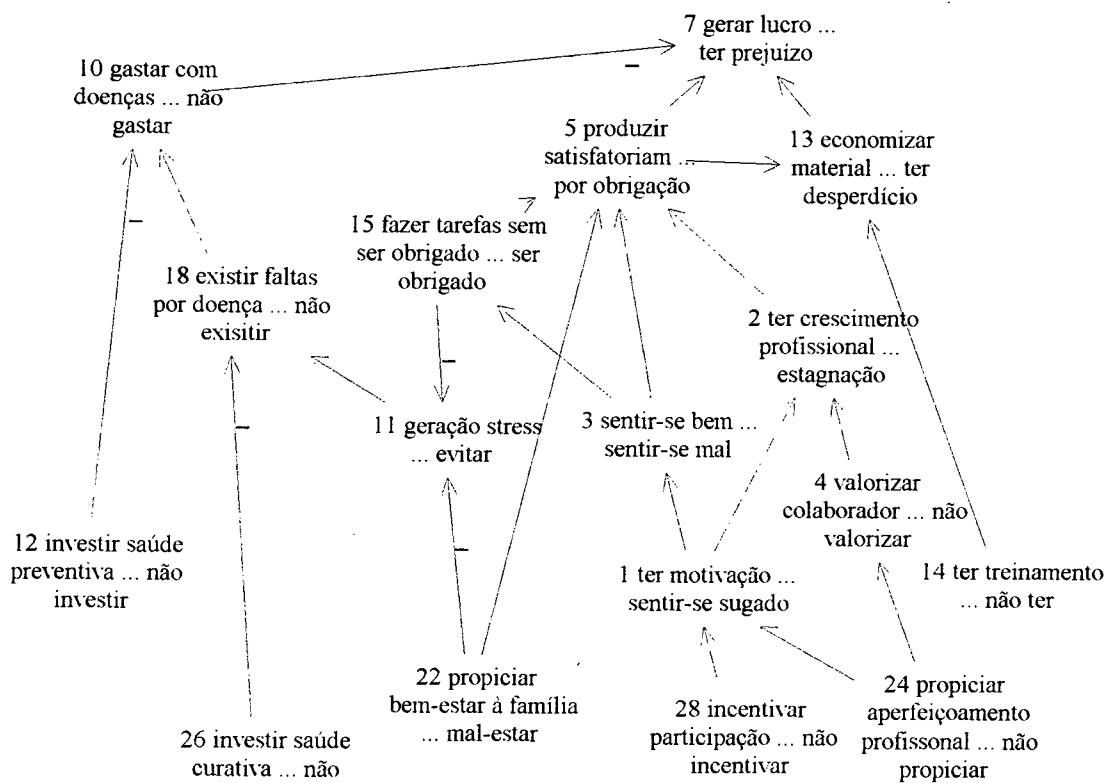 7 gerar lucro ...
ter prejuízo
10 gastar com
doenças ... não
gastar
–
5 produzir
satisfatoriam ...
por obrigação
13 economizar
material ... ter
desperdício
–
15 fazer tarefas sem
ser obrigado ... ser
obrigado
18 existir faltas
por doença ... não
exisitir
2 ter crescimento
profissional ...
estagnação
–
11 geração stress
... evitar
3 sentir-se bem ...
sentir-se mal
–
4 valorizar
colaborador ... não
valorizar
12 investir saúde
preventiva ... não
investir
–
1 ter motivação ...
sentir-se sugado
14 ter treinamento
... não ter
22 propiciar
bem-estar à família
... mal-estar
24 propiciar
aperfeiçoamento
profissonal ... não
propiciar
28 incentivar
participação ... não
incentivar
26 investir saúde
curativa ... não